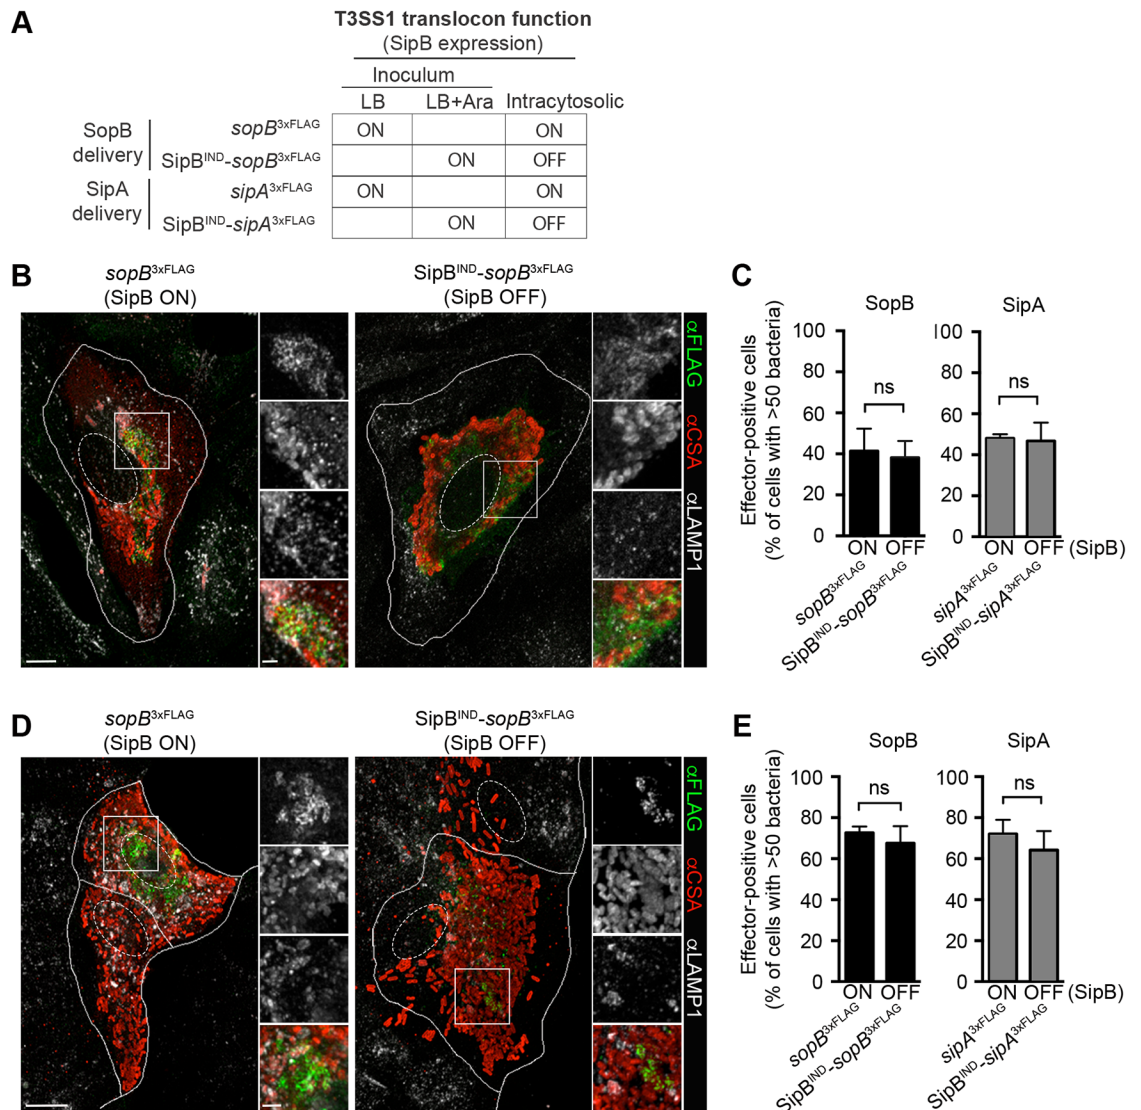 A
T3SS1 translocon function
(SipB expression)
Inoculum
LB LB+Ara Intracytosolic
SopB delivery
sopB3xFLAG ON ON
SipBIND-sopB3xFLAG ON OFF
SipA delivery
sipA3xFLAG ON ON
SipBIND-sipA3xFLAG ON OFF
B
sopB3xFLAG
(SipB ON)
SipBIND-sopB3xFLAG
(SipB OFF)
αFLAG
αCSA
αLAMP1
C
SopB
SipA
Effector-positive cells
(% of cells with >50 bacteria)
100
80
60
40
20
0
ns
ON OFF
sopB3xFLAG
SipBIND-sopB3xFLAG
100
80
60
40
20
0
ns
ON OFF (SipB)
sipA3xFLAG
SipBIND-sipA3xFLAG
D
sopB3xFLAG
(SipB ON)
SipBIND-sopB3xFLAG
(SipB OFF)
αFLAG
αCSA
αLAMP1
E
SopB
SipA
Effector-positive cells
(% of cells with >50 bacteria)
100
80
60
40
20
0
ns
ON OFF
sopB3xFLAG
SipBIND-sopB3xFLAG
100
80
60
40
20
0
ns
ON OFF (SipB)
sipA3xFLAG
SipBIND-sipA3xFLAG